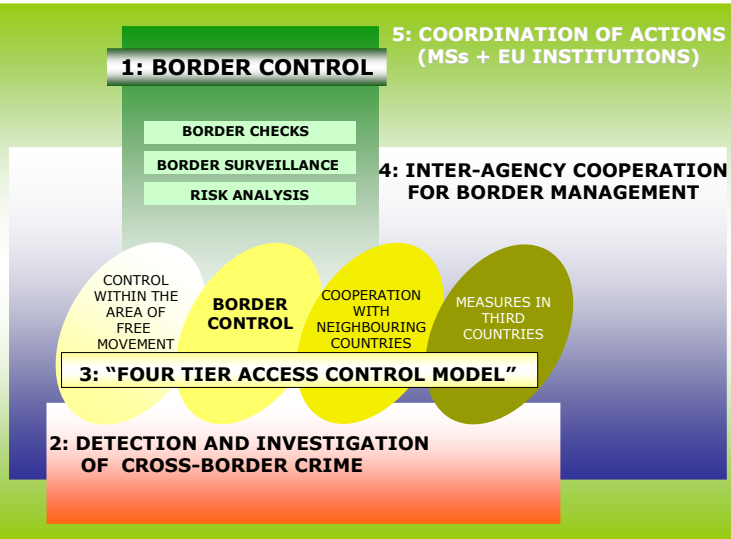 5: COORDINATION OF ACTIONS
(MSs + EU INSTITUTIONS)
1: BORDER CONTROL
BORDER CHECKS
BORDER SURVEILLANCE
RISK ANALYSIS
4: INTER-AGENCY COOPERATION
FOR BORDER MANAGEMENT
CONTROL
WITHIN THE
AREA OF
FREE
MOVEMENT
BORDER
CONTROL
COOPERATION
WITH
NEIGHBOURING
COUNTRIES
MEASURES IN
THIRD
COUNTRIES
3: “FOUR TIER ACCESS CONTROL MODEL”
2: DETECTION AND INVESTIGATION
OF CROSS-BORDER CRIME